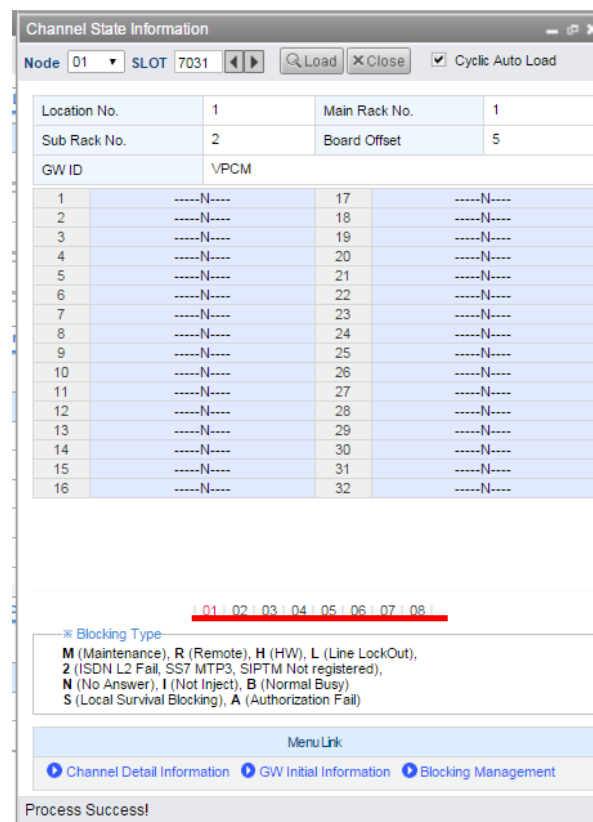 Channel State Information
Node 01 SLOT 7031 Load Close Cyclic Auto Load
Location No. 1 Main Rack No. 1
Sub Rack No. 2 Board Offset 5
GW ID VPCM
1 -----N---- 17 -----N----
2 -----N---- 18 -----N----
3 -----N---- 19 -----N----
4 -----N---- 20 -----N----
5 -----N---- 21 -----N----
6 -----N---- 22 -----N----
7 -----N---- 23 -----N----
8 -----N---- 24 -----N----
9 -----N---- 25 -----N----
10 -----N---- 26 -----N----
11 -----N---- 27 -----N----
12 -----N---- 28 -----N----
13 -----N---- 29 -----N----
14 -----N---- 30 -----N----
15 -----N---- 31 -----N----
16 -----N---- 32 -----N----
| 01 | 02 | 03 | 04 | 05 | 06 | 07 | 08 |
※ Blocking Type
M (Maintenance), R (Remote), H (HW), L (Line LockOut),
2 (ISDN L2 Fail, SS7 MTP3, SIPTM Not registered),
N (No Answer), I (Not Inject), B (Normal Busy)
S (Local Survival Blocking), A (Authorization Fail)
Menu Link
Channel Detail Information GW Initial Information Blocking Management
Process Success!